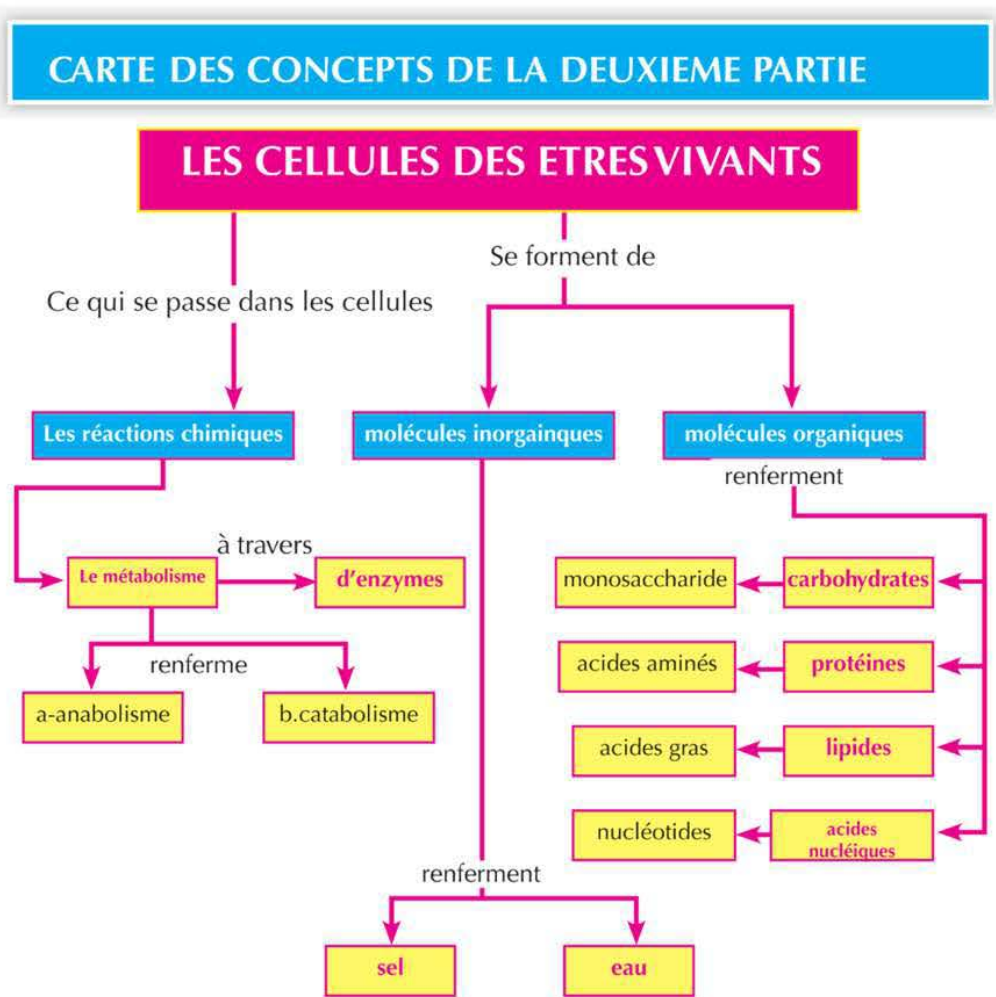 CARTE DES CONCEPTS DE LA DEUXIEME PARTIE
LES CELLULES DES ETRES VIVANTS
Se forment de
Ce qui se passe dans les cellules
Les réactions chimiques
molécules inorgainques
molécules organiques
renferment
à travers
Le métabolisme
d'enzymes
monosaccharide
carbohydrates
renferme
acides aminés
protéines
a-anabolisme
b.catabolisme
acides gras
lipides
nucléotides
acides
nucléiques
renferment
sel
eau